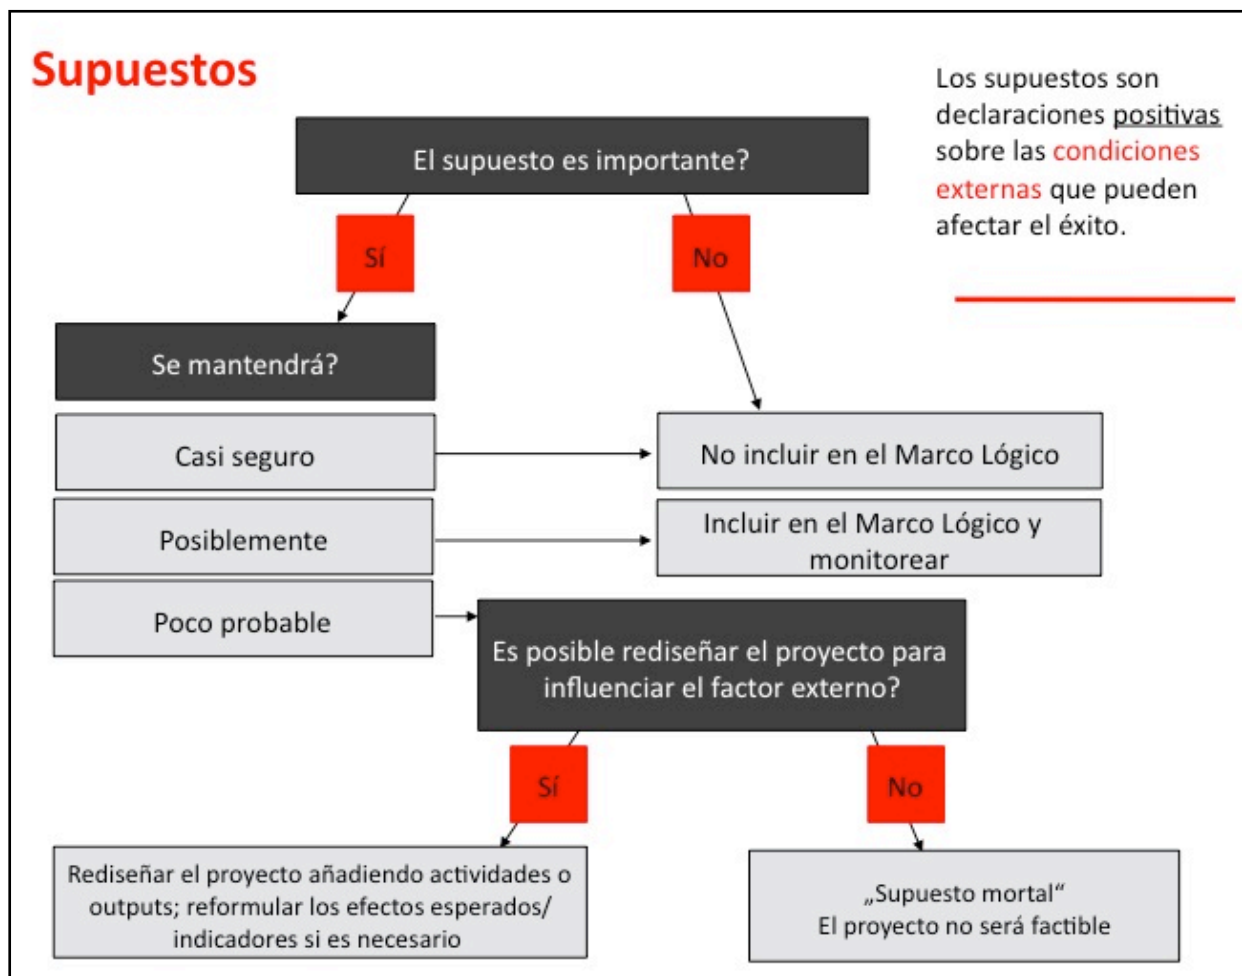 Supuestos
Los supuestos son
declaraciones positivas
sobre las condiciones
externas que pueden
afectar el éxito.
El supuesto es importante?
Sí
No
Se mantendrá?
Casi seguro
No incluir en el Marco Lógico
Posiblemente
Incluir en el Marco Lógico y
monitorear
Poco probable
Es posible rediseñar el proyecto para
influenciar el factor externo?
Sí
No
Rediseñar el proyecto añadiendo actividades o
outputs; reformular los efectos esperados/
indicadores si es necesario
„Supuesto mortal“
El proyecto no será factible